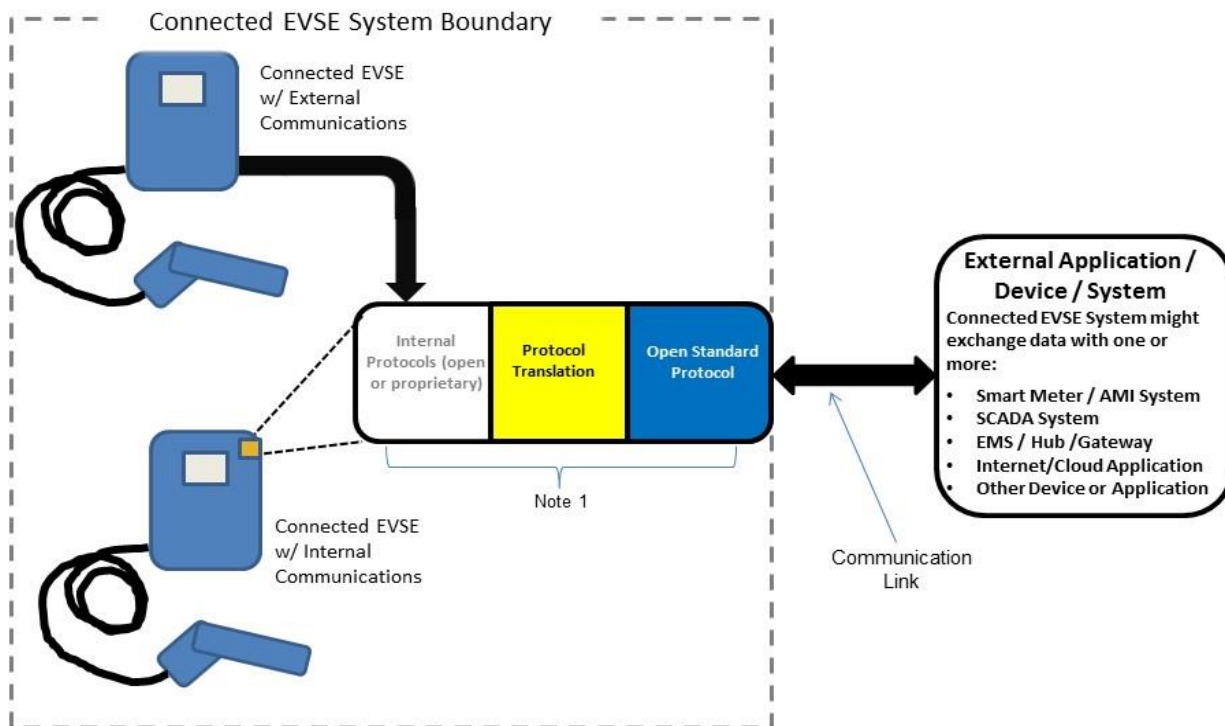 Connected EVSE System Boundary
Connected EVSE
w/ External
Communications
Internal
Protocols (open
or proprietary)
Protocol
Translation
Open Standard
Protocol
Note 1
Connected EVSE
w/ Internal
Communications
Communication
Link
External Application /
Device / System
Connected EVSE System might
exchange data with one or
more:
• Smart Meter / AMI System
• SCADA System
• EMS / Hub /Gateway
• Internet/Cloud Application
• Other Device or Application